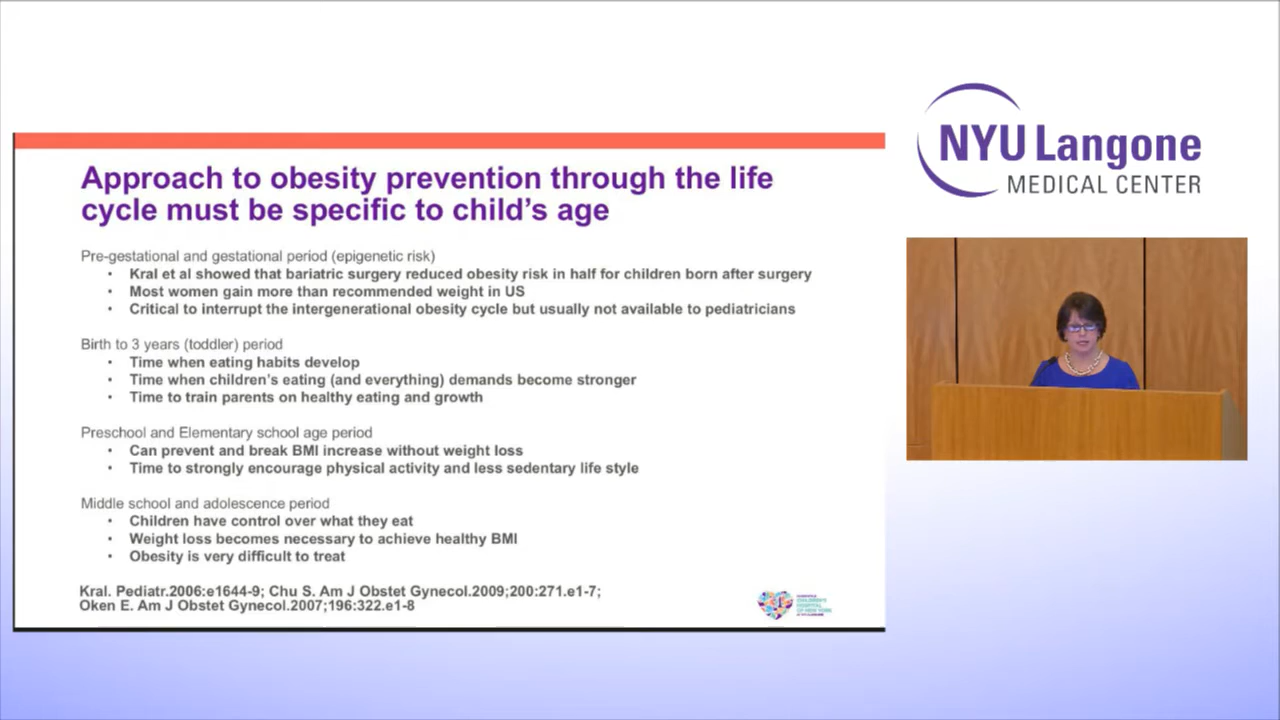 Approach to obesity prevention through the life
cycle must be specific to child's age
Pre-gestational and gestational period (epigenetic risk)
• Kral et al showed that bariatric surgery reduced obesity risk in half for children born after surgery
• Most women gain more than recommended weight in US
• Critical to interrupt the intergenerational obesity cycle but usually not available to pediatricians
Birth to 3 years (toddler) period
• Time when eating habits develop
• Time when children's eating (and everything) demands become stronger
• Time to train parents on healthy eating and growth
Preschool and Elementary school age period
• Can prevent and break BMI increase without weight loss
• Time to strongly encourage physical activity and less sedentary life style
Middle school and adolescence period
• Children have control over what they eat
• Weight loss becomes necessary to achieve healthy BMI
• Obesity is very difficult to treat
Kral. Pediatr.2006:e1644-9; Chu S. Am J Obstet Gynecol.2009;200:271.e1-7;
Oken E. Am J Obstet Gynecol.2007;196:322.e1-8
CHILDREN'S
HOSPITAL
OF NEW YORK
NYU Langone
MEDICAL CENTER